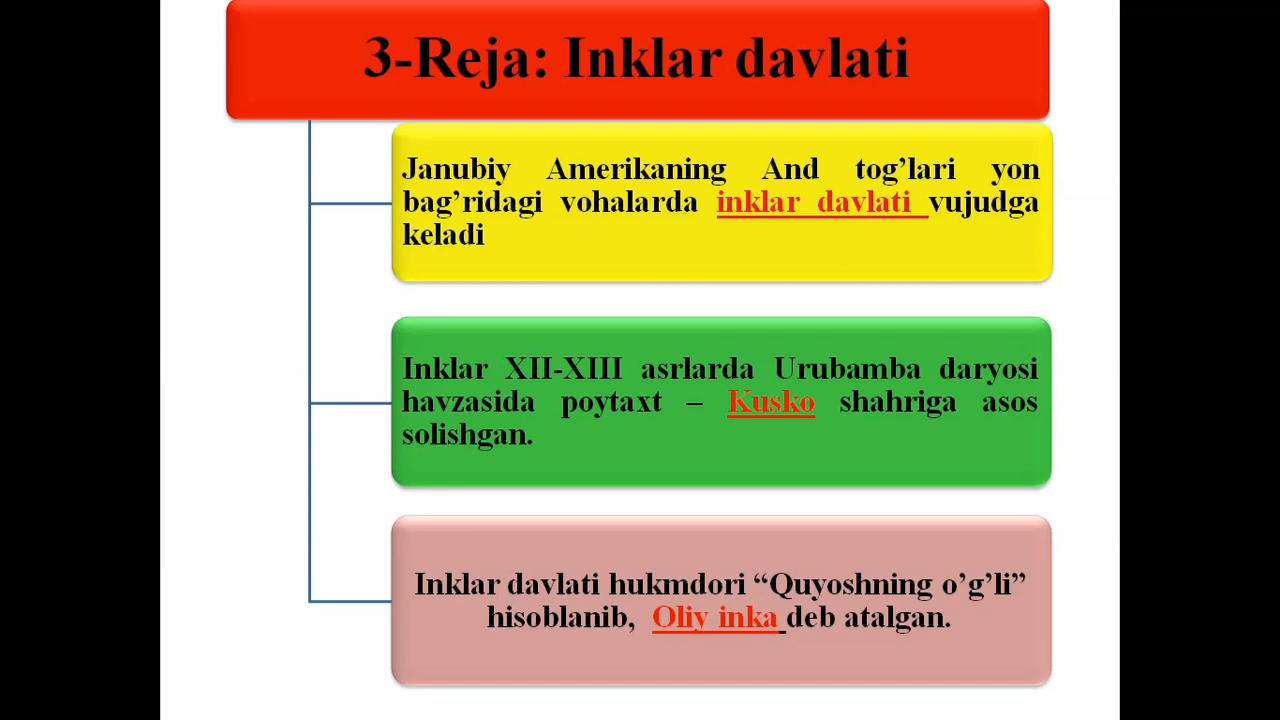 3-Reja: Inklar davlati
Janubiy Amerikaning And tog’lari yon
bag’ridagi vohalarda inklar davlati vujudga
keladi
Inklar XII-XIII asrlarda Urubamba daryosi
havzasida poytaxt – Kusko shahriga asos
solishgan.
Inklar davlati hukmdori “Quyoshning o’g’li”
hisoblanib, Oliy inka deb atalgan.